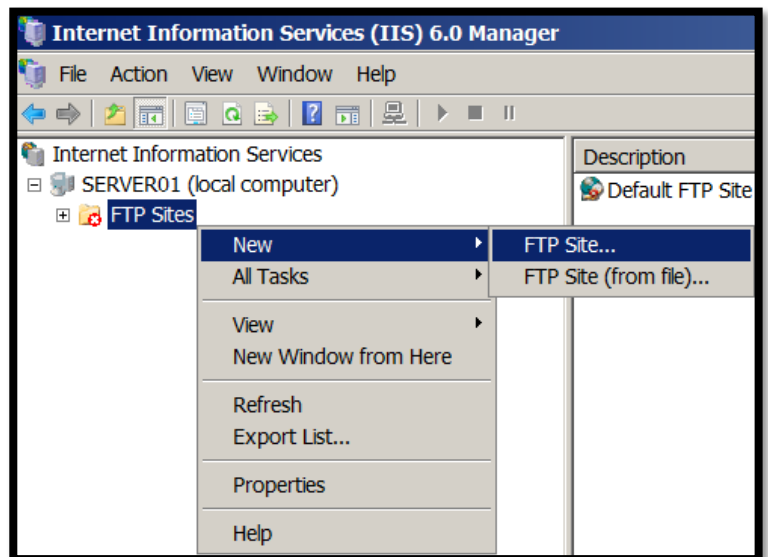 Internet Information Services (IIS) 6.0 Manager
File Action View Window Help
Internet Information Services
SERVER01 (local computer)
FTP Sites
Description
Default FTP Site
New
All Tasks
View
New Window from Here
Refresh
Export List...
Properties
Help
FTP Site...
FTP Site (from file)...